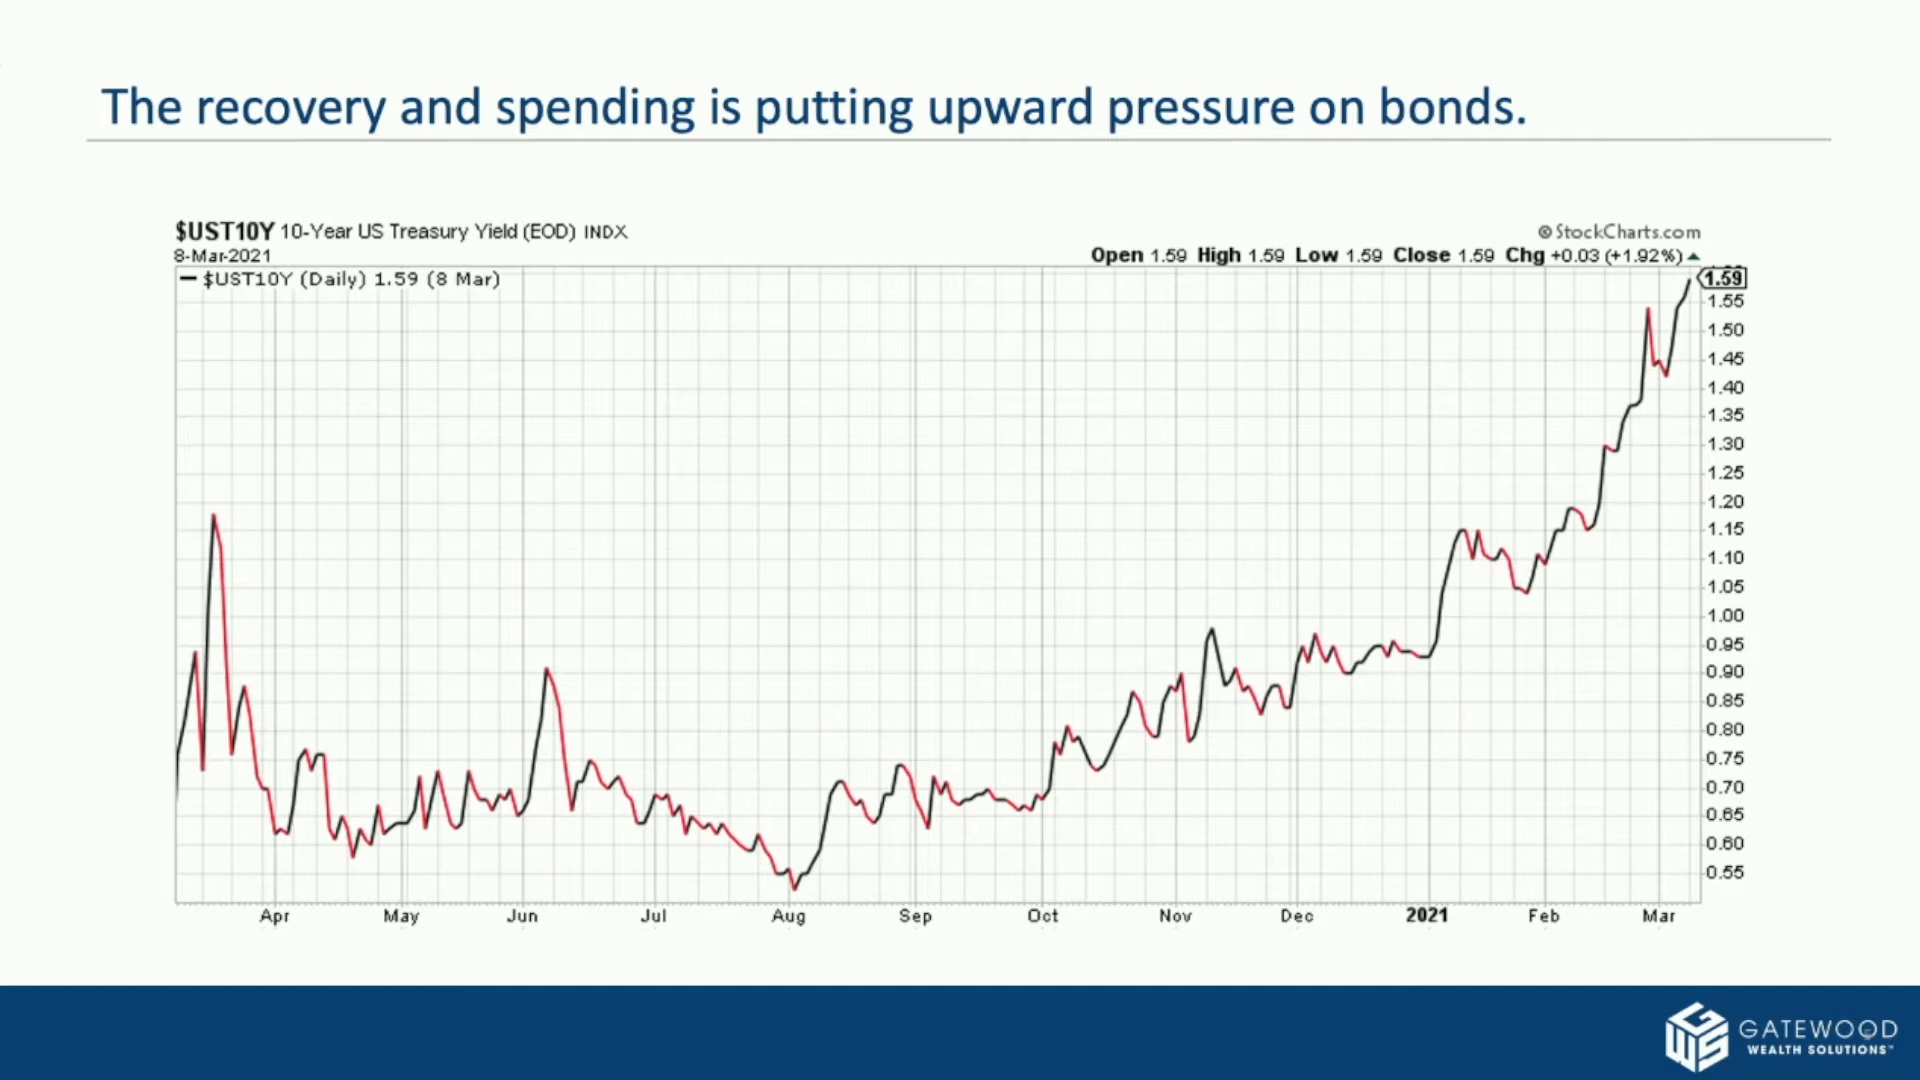 The recovery and spending is putting upward pressure on bonds.
$UST10Y 10-Year US Treasury Yield (EOD) INDX
© StockCharts.com
8-Mar-2021
Open 1.59 High 1.59 Low 1.59 Close 1.59 Chg +0.03 (+1.92%)
$UST10Y (Daily) 1.59 (8 Mar)
1.59
1.55
1.50
1.45
1.40
1.35
1.30
1.25
1.20
1.15
1.10
1.05
1.00
0.95
0.90
0.85
0.80
0.75
0.70
0.65
0.60
0.55
Apr May Jun Jul Aug Sep Oct Nov Dec 2021 Feb Mar
GWS
GATEWOOD
WEALTH SOLUTIONS™